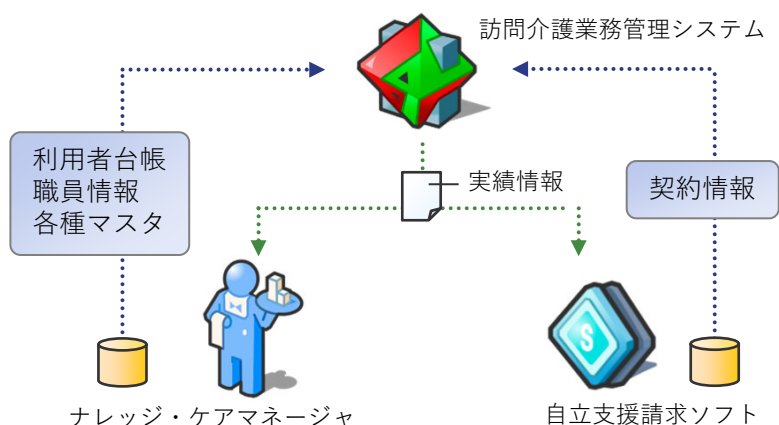 訪問介護業務管理システム
利用者台帳
職員情報
各種マスタ
実績情報
契約情報
S
ナレッジ・ケアマネージャ
自立支援請求ソフト